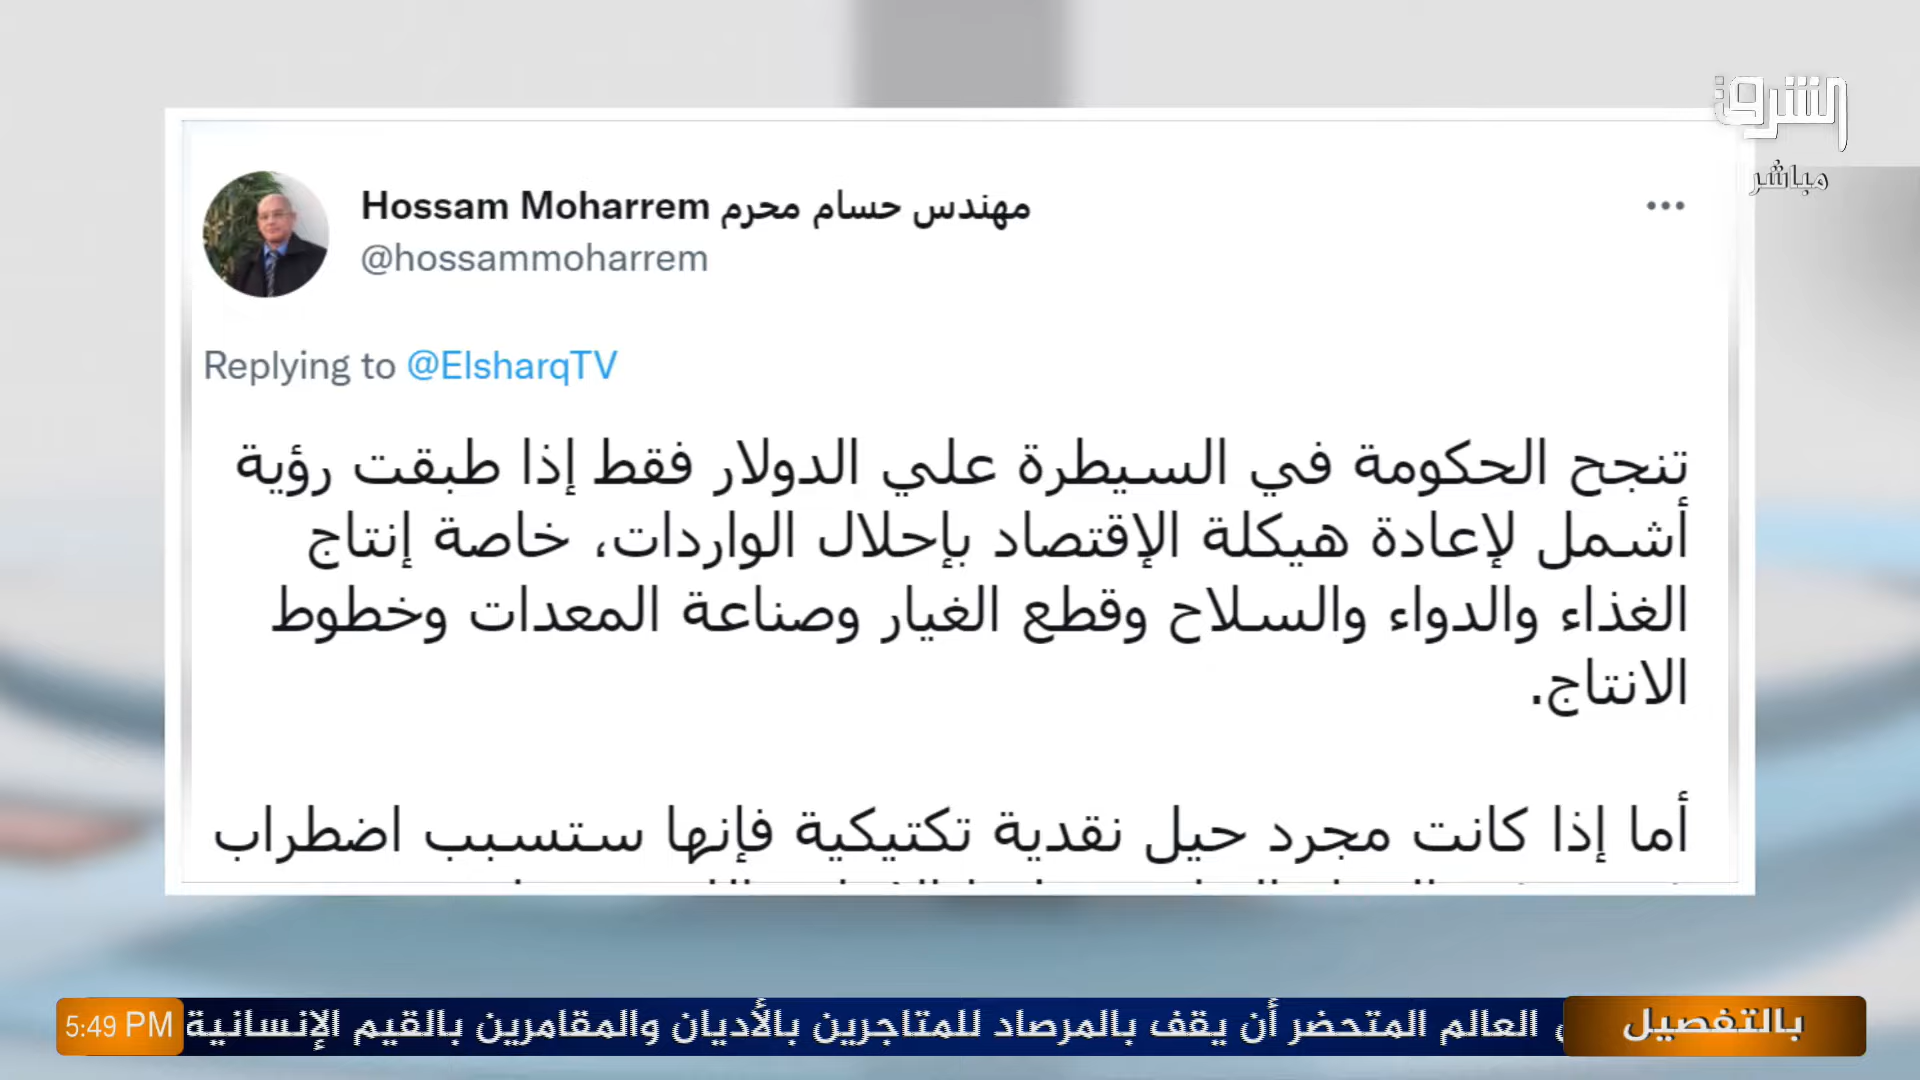 الشرق
مباشر
Hossam Moharrem مهندس حسام محرم
@hossammoharrem
Replying to @ElsharqTV
تنجح الحكومة في السيطرة علي الدولار فقط إذا طبقت رؤية
أشمل لإعادة هيكلة الإقتصاد بإحلال الواردات، خاصة إنتاج
الغذاء والدواء والسلاح وقطع الغيار وصناعة المعدات وخطوط
الانتاج.
أما إذا كانت مجرد حيل نقدية تكتيكية فإنها ستسبب اضطراب
بالتفصيل
العالم المتحضر أن يقف بالمرصاد للمتاجرين بالأديان والمقامرين بالقيم الإنسانية
5:49 PM